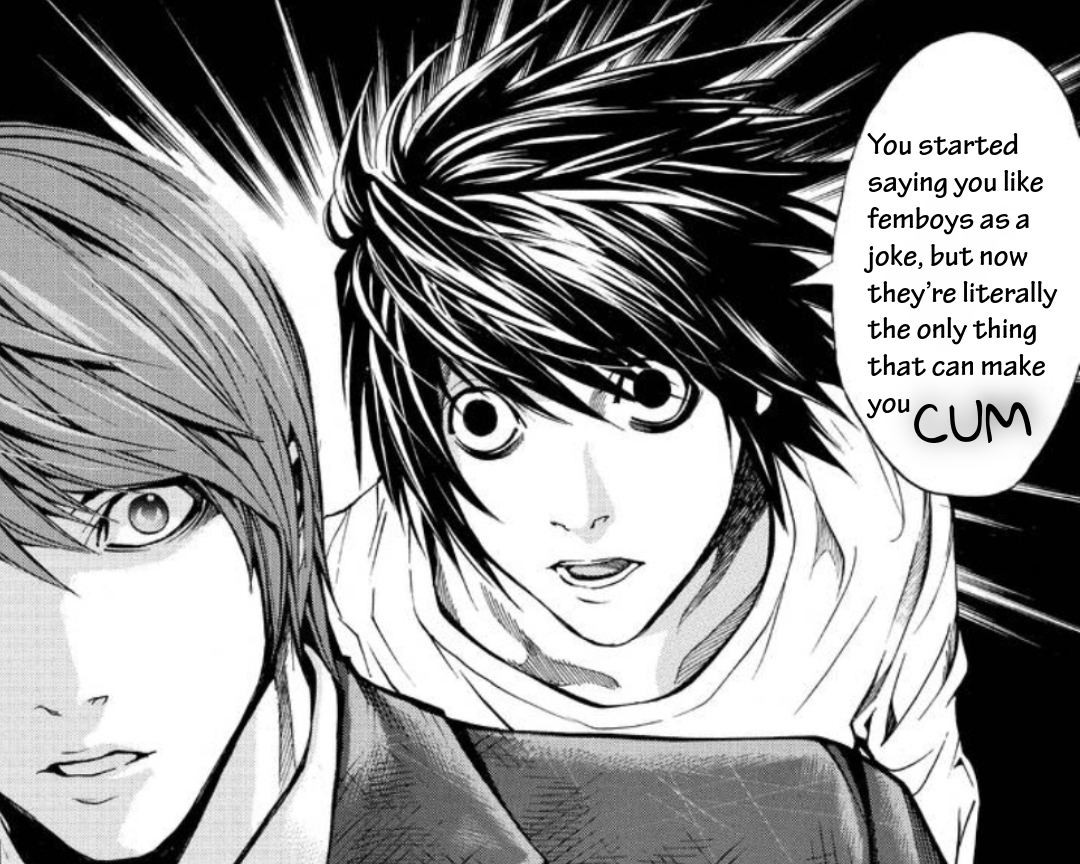 You started
saying you like
femboys as a
joke, but now
they're literally
the only thing
that can make
you CUM